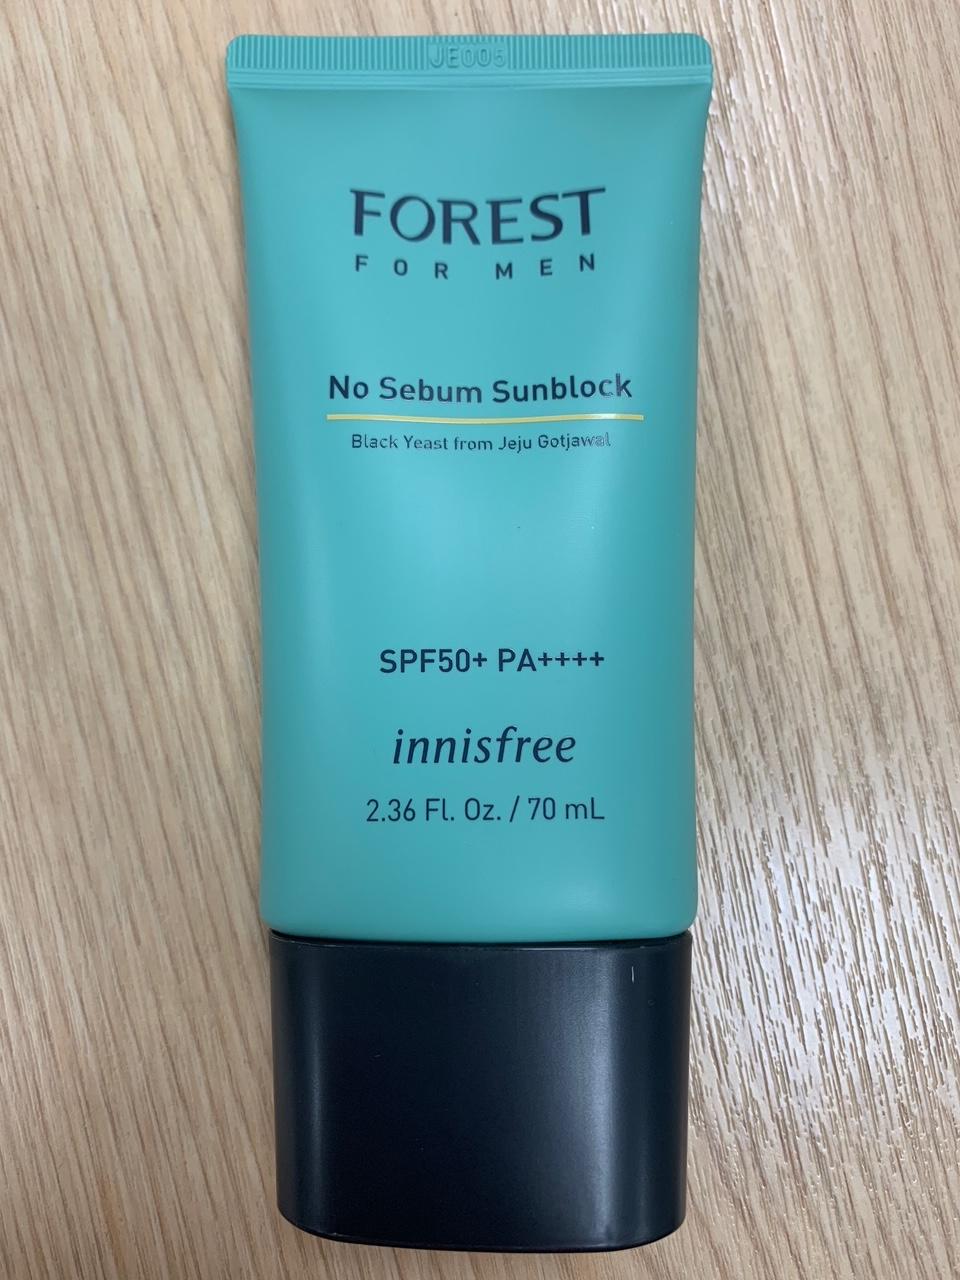 JE005
FOREST
FOR MEN
No Sebum Sunblock
Black Yeast from Jeju Gotjawal
SPF50+ PA++++
innisfree
2.36 Fl. Oz. / 70 mL